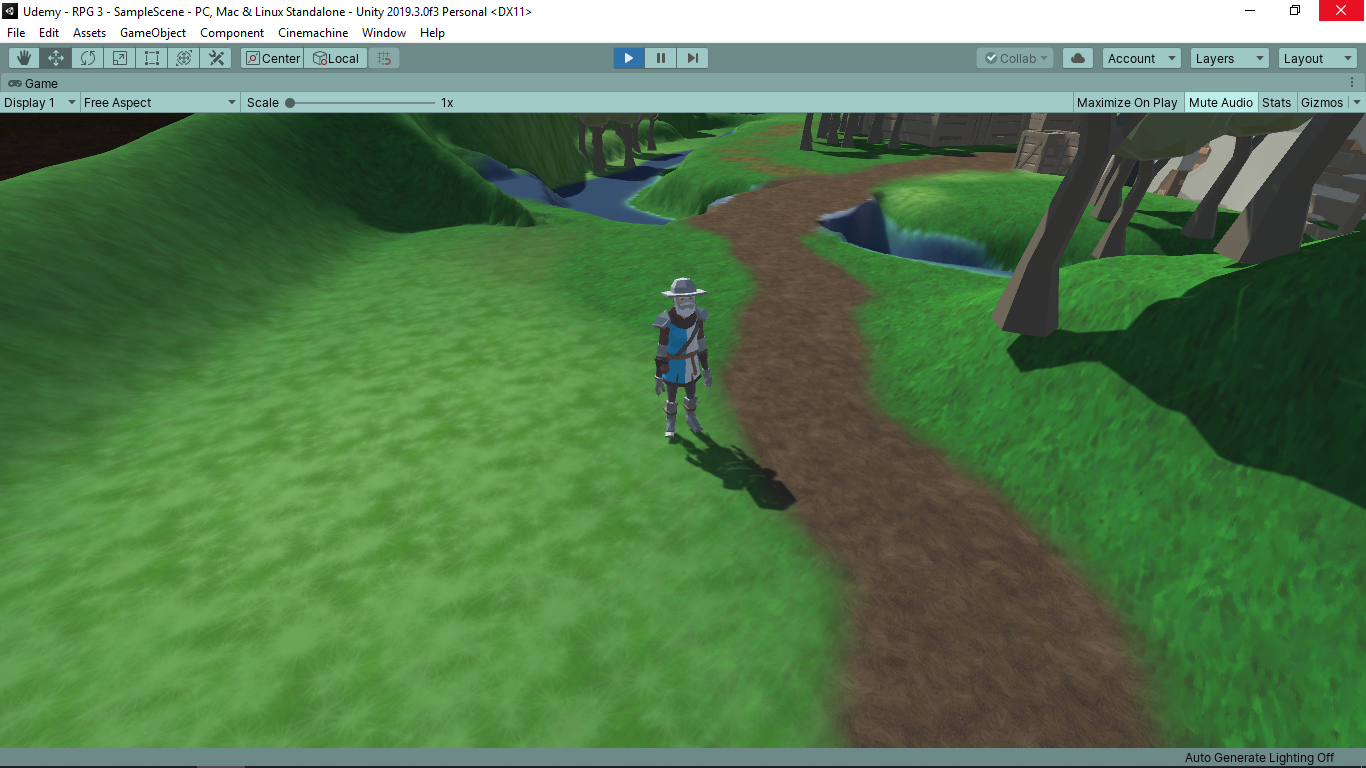 Udemy - RPG 3 - SampleScene - PC, Mac & Linux Standalone - Unity 2019.3.0f3 Personal <DX11>
File Edit Assets GameObject Component Cinemachine Window Help
Center Local Collab Account Layers Layout
Game
Display 1 Free Aspect Scale 1x Maximize On Play Mute Audio Stats Gizmos
Auto Generate Lighting Off